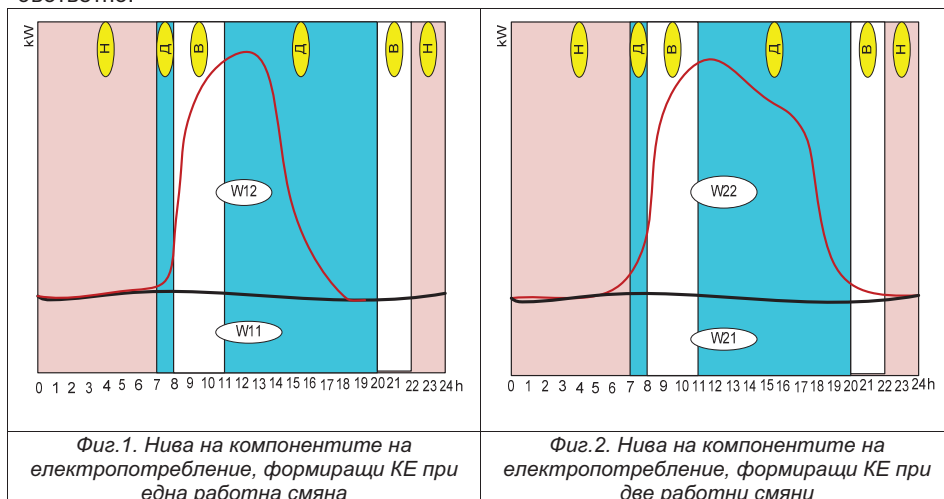 kW
Н
Д
В
Д
В
Н
W12
W11
0 1 2 3 4 5 6 7 8 9 10 11 12 13 14 15 16 17 18 19 20 21 22 23 24 h
kW
Н
Д
В
Д
В
Н
W22
W21
0 1 2 3 4 5 6 7 8 9 10 11 12 13 14 15 16 17 18 19 20 21 22 23 24 h
Фиг.1. Нива на компонентите на
електропотребление, формиращи КЕ при
една работна смяна
Фиг.2. Нива на компонентите на
електропотребление, формиращи КЕ при
две работни смени